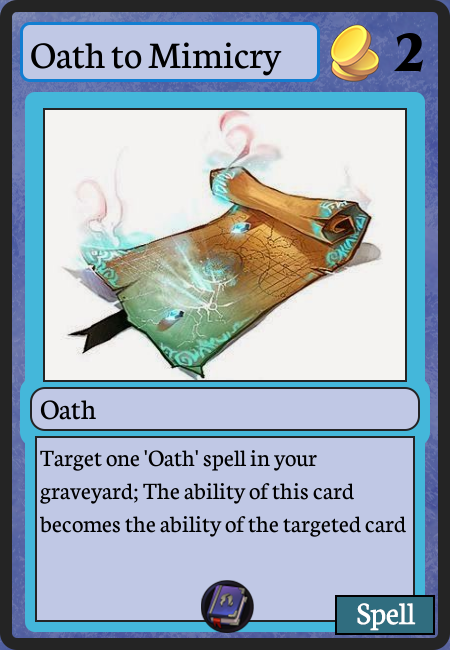 Oath to Mimicry
2
Oath
Target one 'Oath' spell in your
graveyard; The ability of this card
becomes the ability of the targeted card
Spell